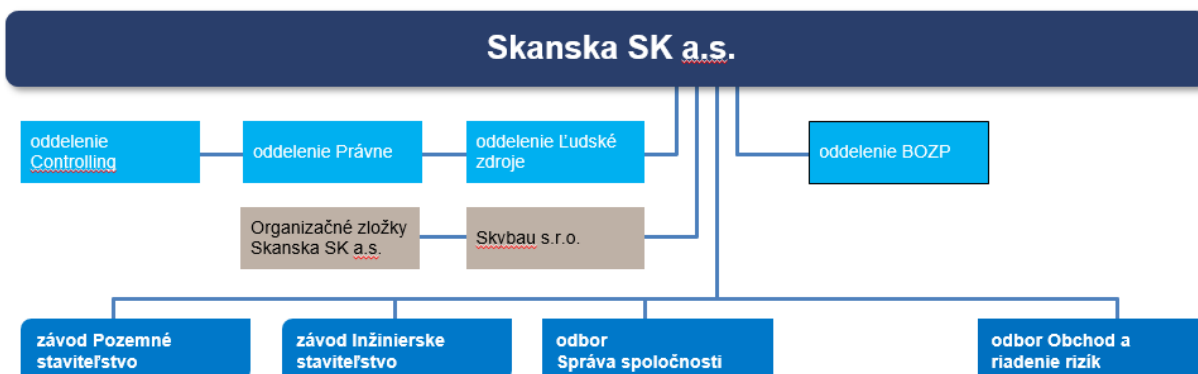 Skanska SK a.s.
oddelenie
Controlling
oddelenie Právne
oddelenie Ľudské
zdroje
oddelenie BOZP
Organizačné zložky
Skanska SK a.s.
Skybau s.r.o.
závod Pozemné
staviteľstvo
závod Inžinierske
staviteľstvo
odbor
Správa spoločnosti
odbor Obchod a
riadenie rizík